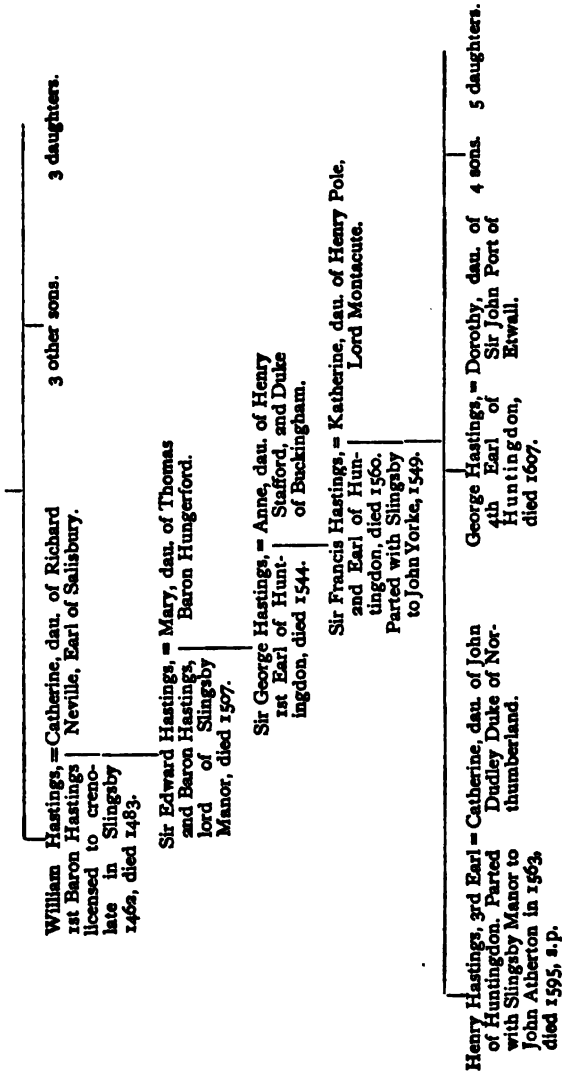 William Hastings, = Catherine, dau. of Richard
1st Baron Hastings Neville, Earl of Salisbury.
licensed to creno-
late in Slingsby
1462, died 1483.
3 other sons.
3 daughters.
Sir Edward Hastings, = Mary, dau. of Thomas
2nd Baron Hastings, Baron Hungerford.
lord of Slingsby
Manor, died 1507.
Sir George Hastings, = Anne, dau. of Henry
1st Earl of Hunt- Stafford, and Duke
ingdon, died 1544. of Buckingham.
Sir Francis Hastings, = Katherine, dau. of Henry Pole,
2nd Earl of Hun- Lord Montacute.
tingdon, died 1560.
Parted with Slingsby
to John Yorke, 1549.
Henry Hastings, 3rd Earl = Catherine, dau. of John
of Huntingdon. Parted Dudley Duke of Nor-
with Slingsby Manor to thumberland.
John Atherton in 1563,
died 1595, s.p.
George Hastings, = Dorothy, dau. of
4th Earl of Sir John Port of
Huntingdon, Etwall.
died 1607.
4 sons.
5 daughters.